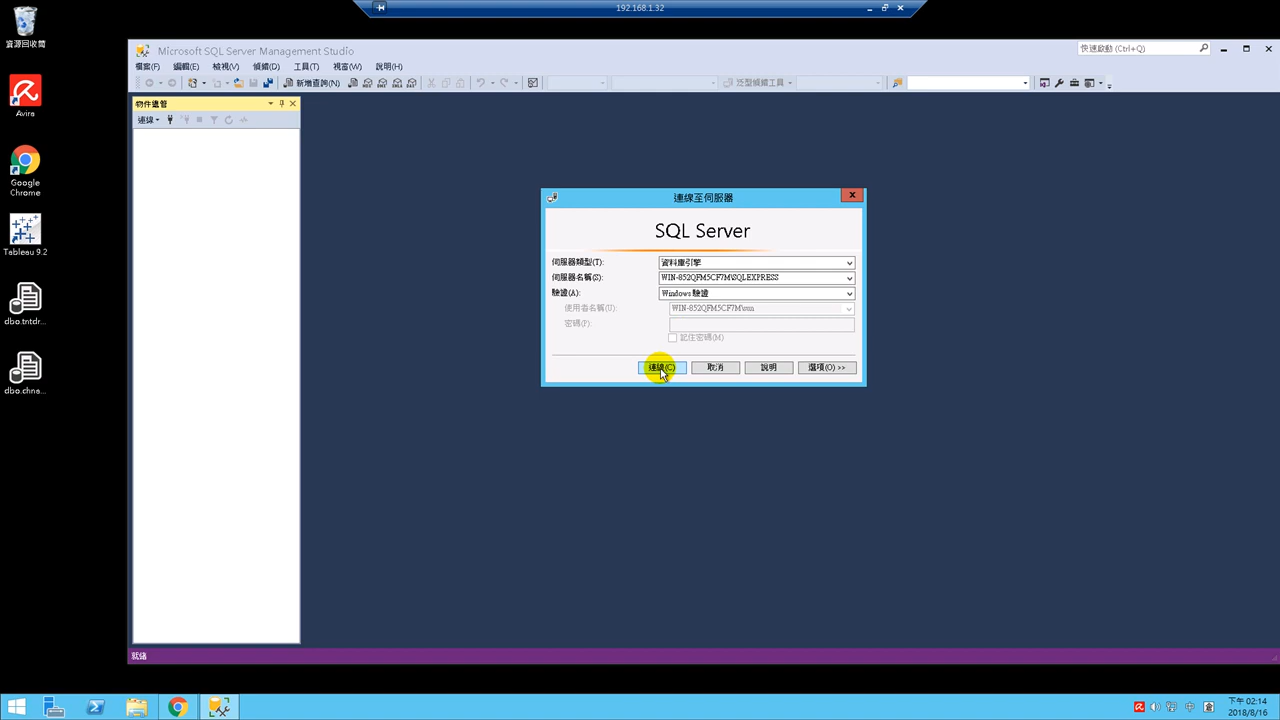 192.168.1.32
資源回收筒
Avira
Google
Chrome
Tableau 9.2
dbo.tntdr...
dbo.chna...
Microsoft SQL Server Management Studio
快速啟動 (Ctrl+Q)
檔案(F) 編輯(E) 檢視(V) 偵錯(D) 工具(T) 視窗(W) 說明(H)
新增查詢(N)
泛型偵錯工具
物件總管
連線
連線至伺服器
SQL Server
伺服器類型(T): 資料庫引擎
伺服器名稱(S): WIN-852QFM5CF7M\SQLEXPRESS
驗證(A): Windows 驗證
使用者名稱(U): WIN-852QFM5CF7M\win
密碼(P):
記住密碼(M)
連線(C) 取消 說明 選項(O) >>
就緒
中
下午 02:14
2018/8/16